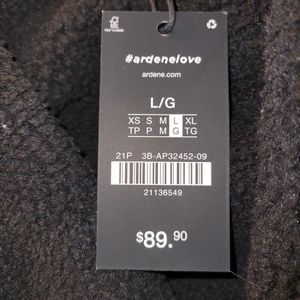 #ardenelove
ardene.com
L/G
XS S M L XL
TP P M G TG
21P 3B-AP32452-09
21136549
$89.90